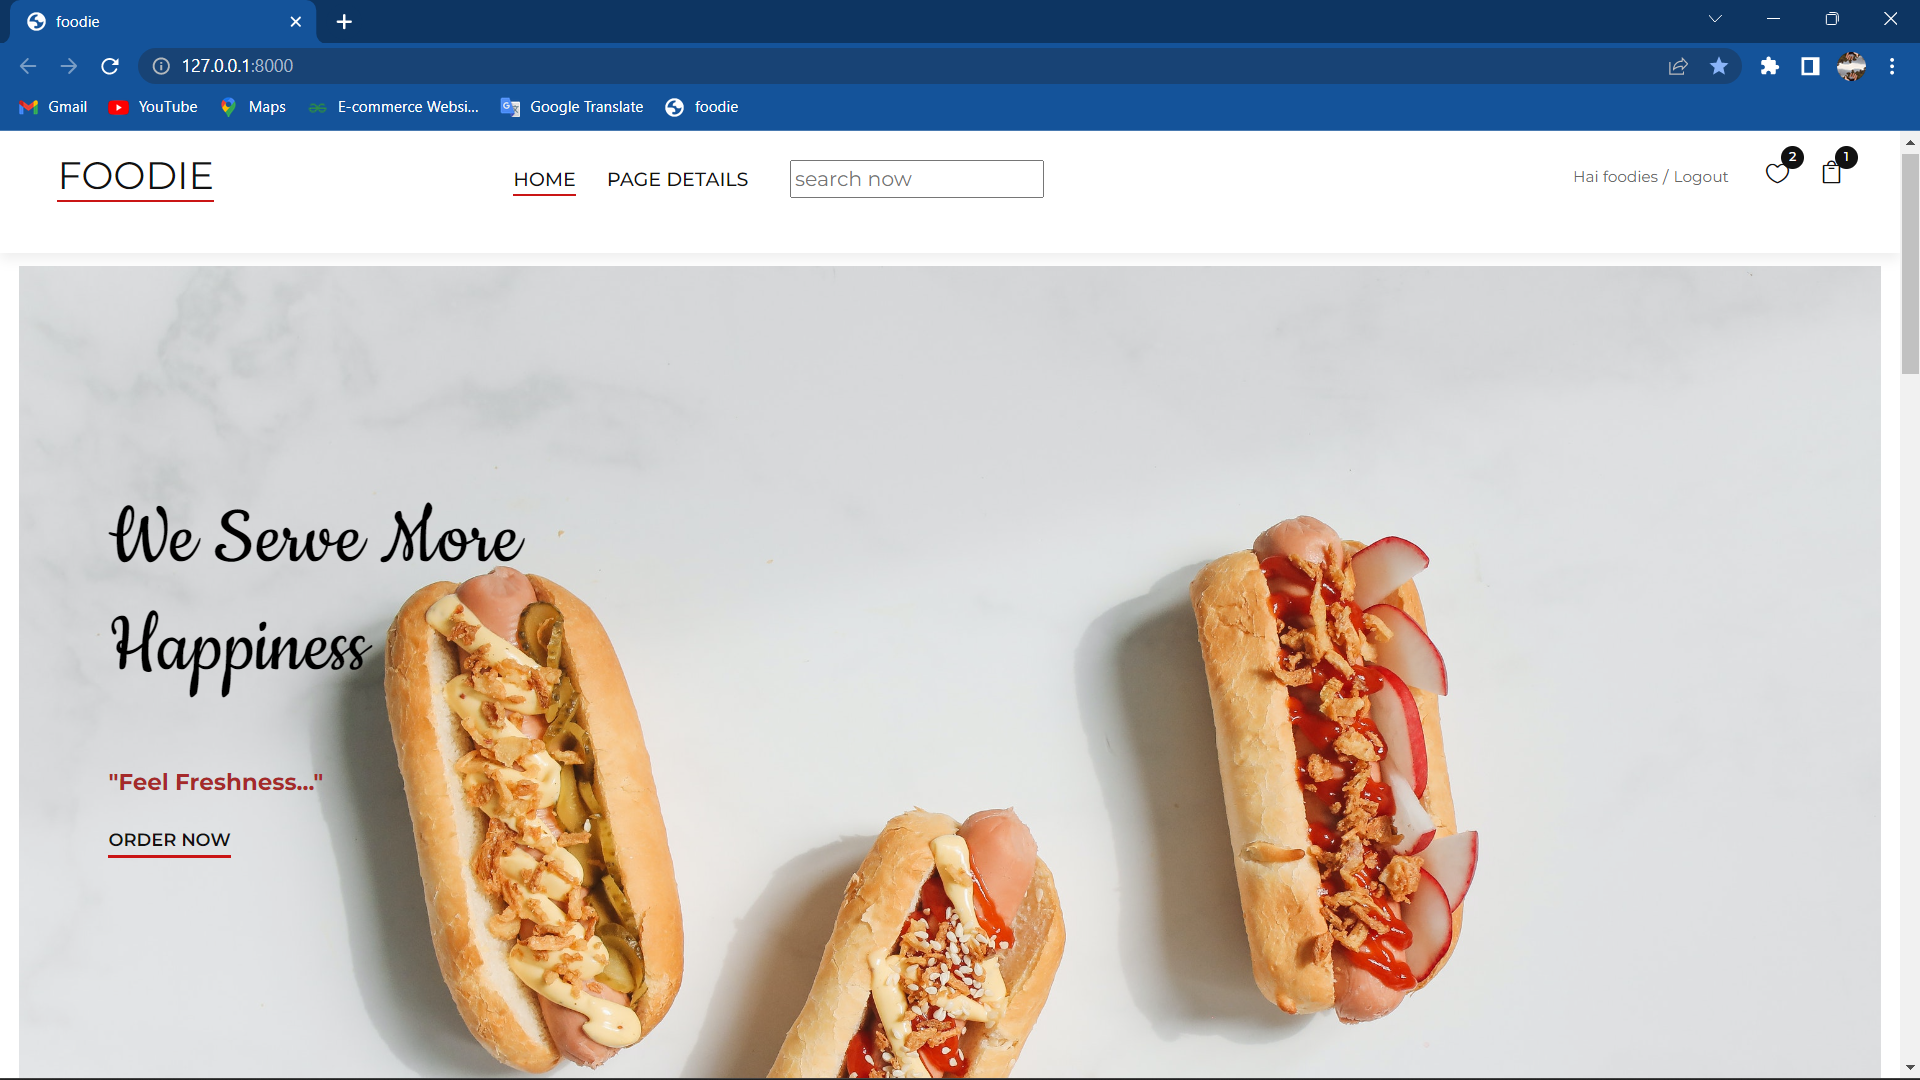 foodie
127.0.0.1:8000
Gmail YouTube Maps E-commerce Websi... Google Translate foodie
FOODIE HOME PAGE DETAILS search now Hai foodies / Logout 2 1
We Serve More
Happiness
"Feel Freshness..."
ORDER NOW